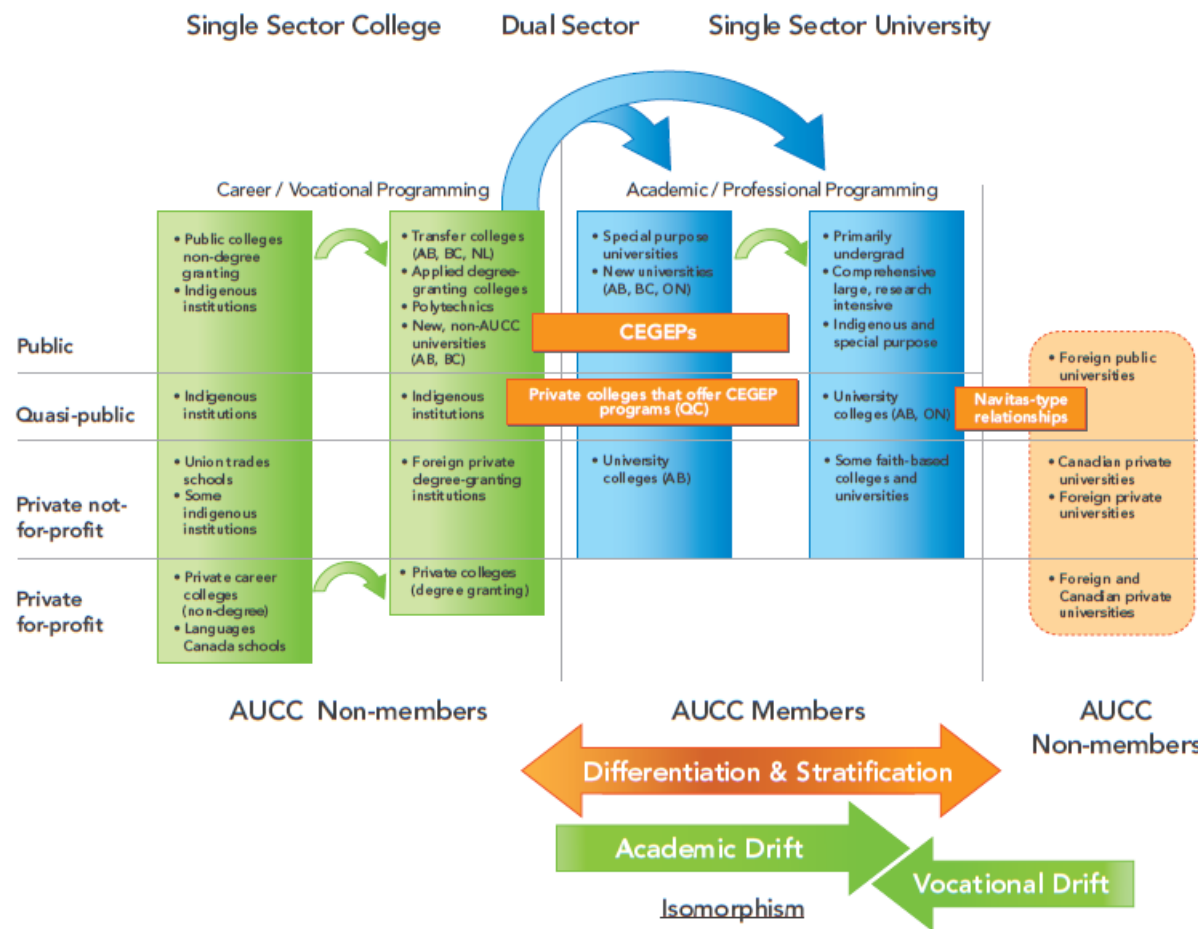 Single Sector College
Dual Sector
Single Sector University
Career / Vocational Programming
Academic / Professional Programming
Public
• Public colleges
non-degree
granting
• Indigenous
institutions
• Transfer colleges
(AB, BC, NL)
• Applied degree-
granting colleges
• Polytechnics
• New, non-AUCC
universities
(AB, BC)
• Special purpose
universities
• New universities
(AB, BC, ON)
CEGEPs
• Primarily
undergrad
• Comprehensive
large, research
intensive
• Indigenous and
special purpose
• Foreign public
universities
Quasi-public
• Indigenous
institutions
• Indigenous
institutions
Private colleges that offer CEGEP
programs (QC)
• University
colleges (AB, ON)
Navitas-type
relationships
Private not-
for-profit
• Union trades
schools
• Some
indigenous
institutions
• Foreign private
degree-granting
institutions
• University
colleges (AB)
• Some faith-based
colleges and
universities
• Canadian private
universities
• Foreign private
universities
Private
for-profit
• Private career
colleges
(non-degree)
• Languages
Canada schools
• Private colleges
(degree granting)
• Foreign and
Canadian private
universities
AUCC Non-members
AUCC Members
AUCC
Non-members
Differentiation & Stratification
Academic Drift
Vocational Drift
Isomorphism